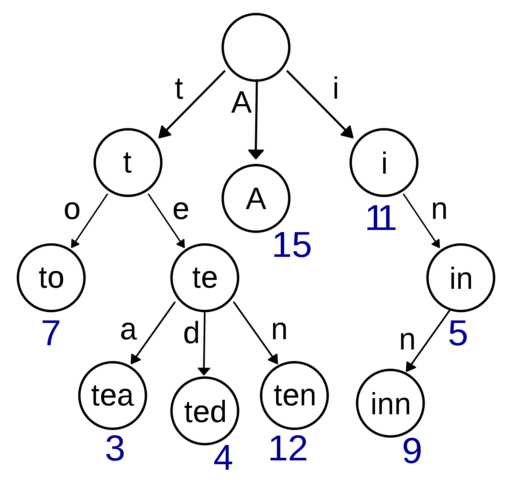 t A i
t A i
15 11
o e n
to te in
7 5
a d n n
tea ted ten inn
3 4 12 9